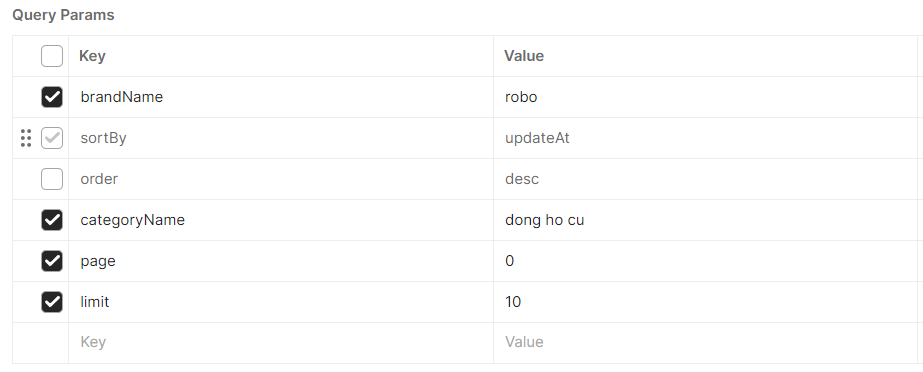 Query Params
Key Value
brandName robo
sortBy updateAt
order desc
categoryName dong ho cu
page 0
limit 10
Key Value